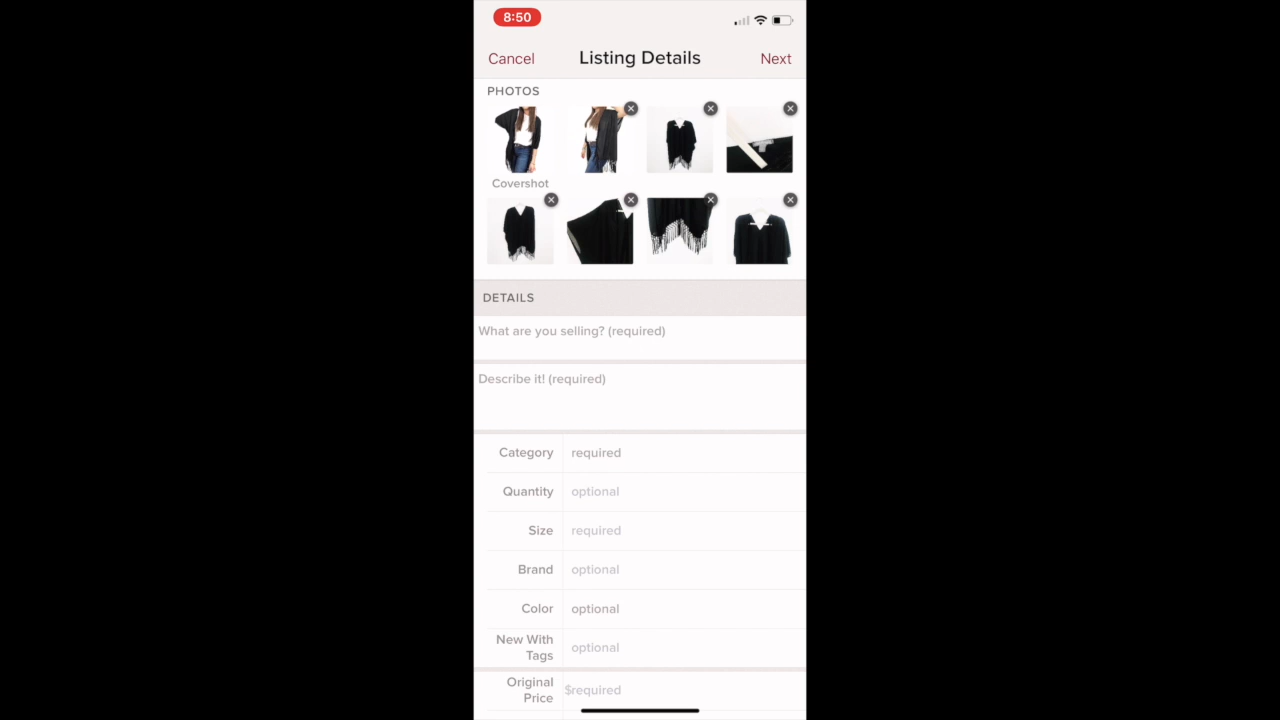 8:50
Cancel Listing Details Next
PHOTOS
Covershot
DETAILS
What are you selling? (required)
Describe it! (required)
Category required
Quantity optional
Size required
Brand optional
Color optional
New With
Tags optional
Original
Price $required